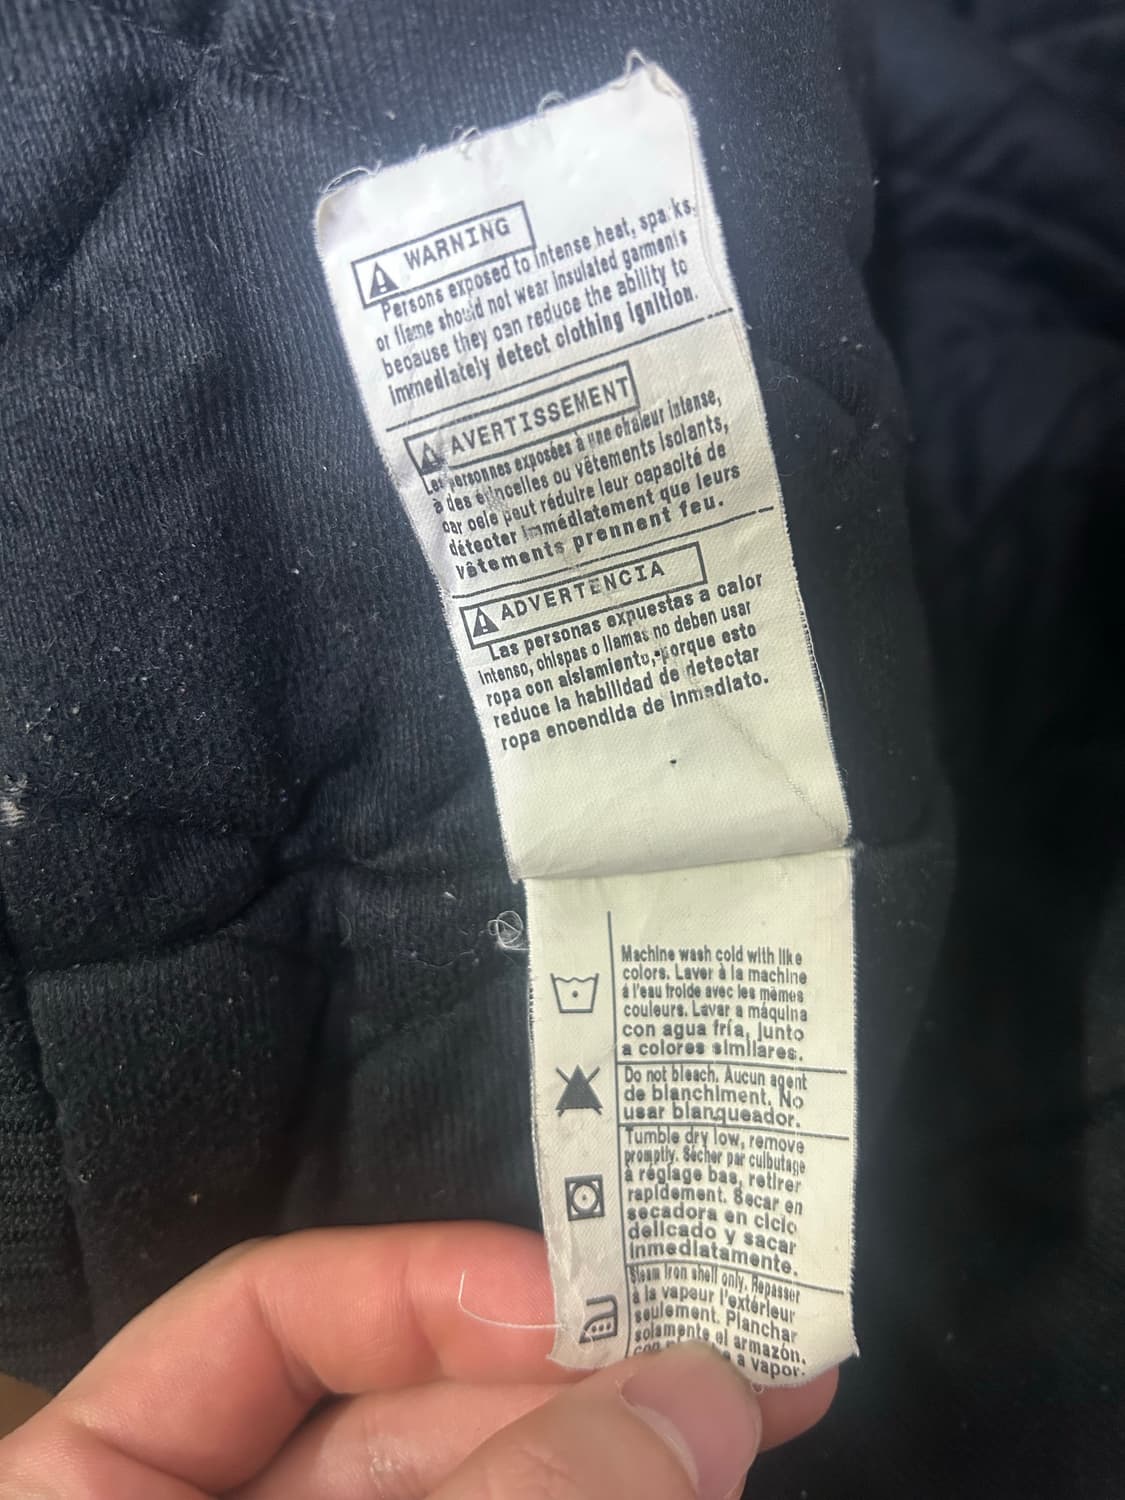 WARNING
Persons exposed to intense heat, sparks,
or flame should not wear insulated garments
because they can reduce the ability to
immediately detect clothing ignition.
AVERTISSEMENT
Les personnes exposées à une chaleur intense,
à des étincelles ou vêtements isolants,
car cela peut réduire leur capacité de
détecter immédiatement que leurs
vêtements prennent feu.
ADVERTENCIA
Las personas expuestas a calor
intenso, chispas o llamas no deben usar
ropa con aislamiento, porque esto
reduce la habilidad de detectar
ropa encendida de inmediato.
Machine wash cold with like
colors. Laver à la machine
à l'eau froide avec les mêmes
couleurs. Lavar a máquina
con agua fría, junto
a colores similares.
Do not bleach. Aucun agent
de blanchiment. No
usar blanqueador.
Tumble dry low, remove
promptly. Sécher par culbutage
à réglage bas, retirer
rapidement. Secar en
secadora en ciclo
delicado y sacar
inmediatamente.
Steam iron shell only. Repasser
à la vapeur l'extérieur
seulement. Planchar
solamente el armazón.
con a vapor.